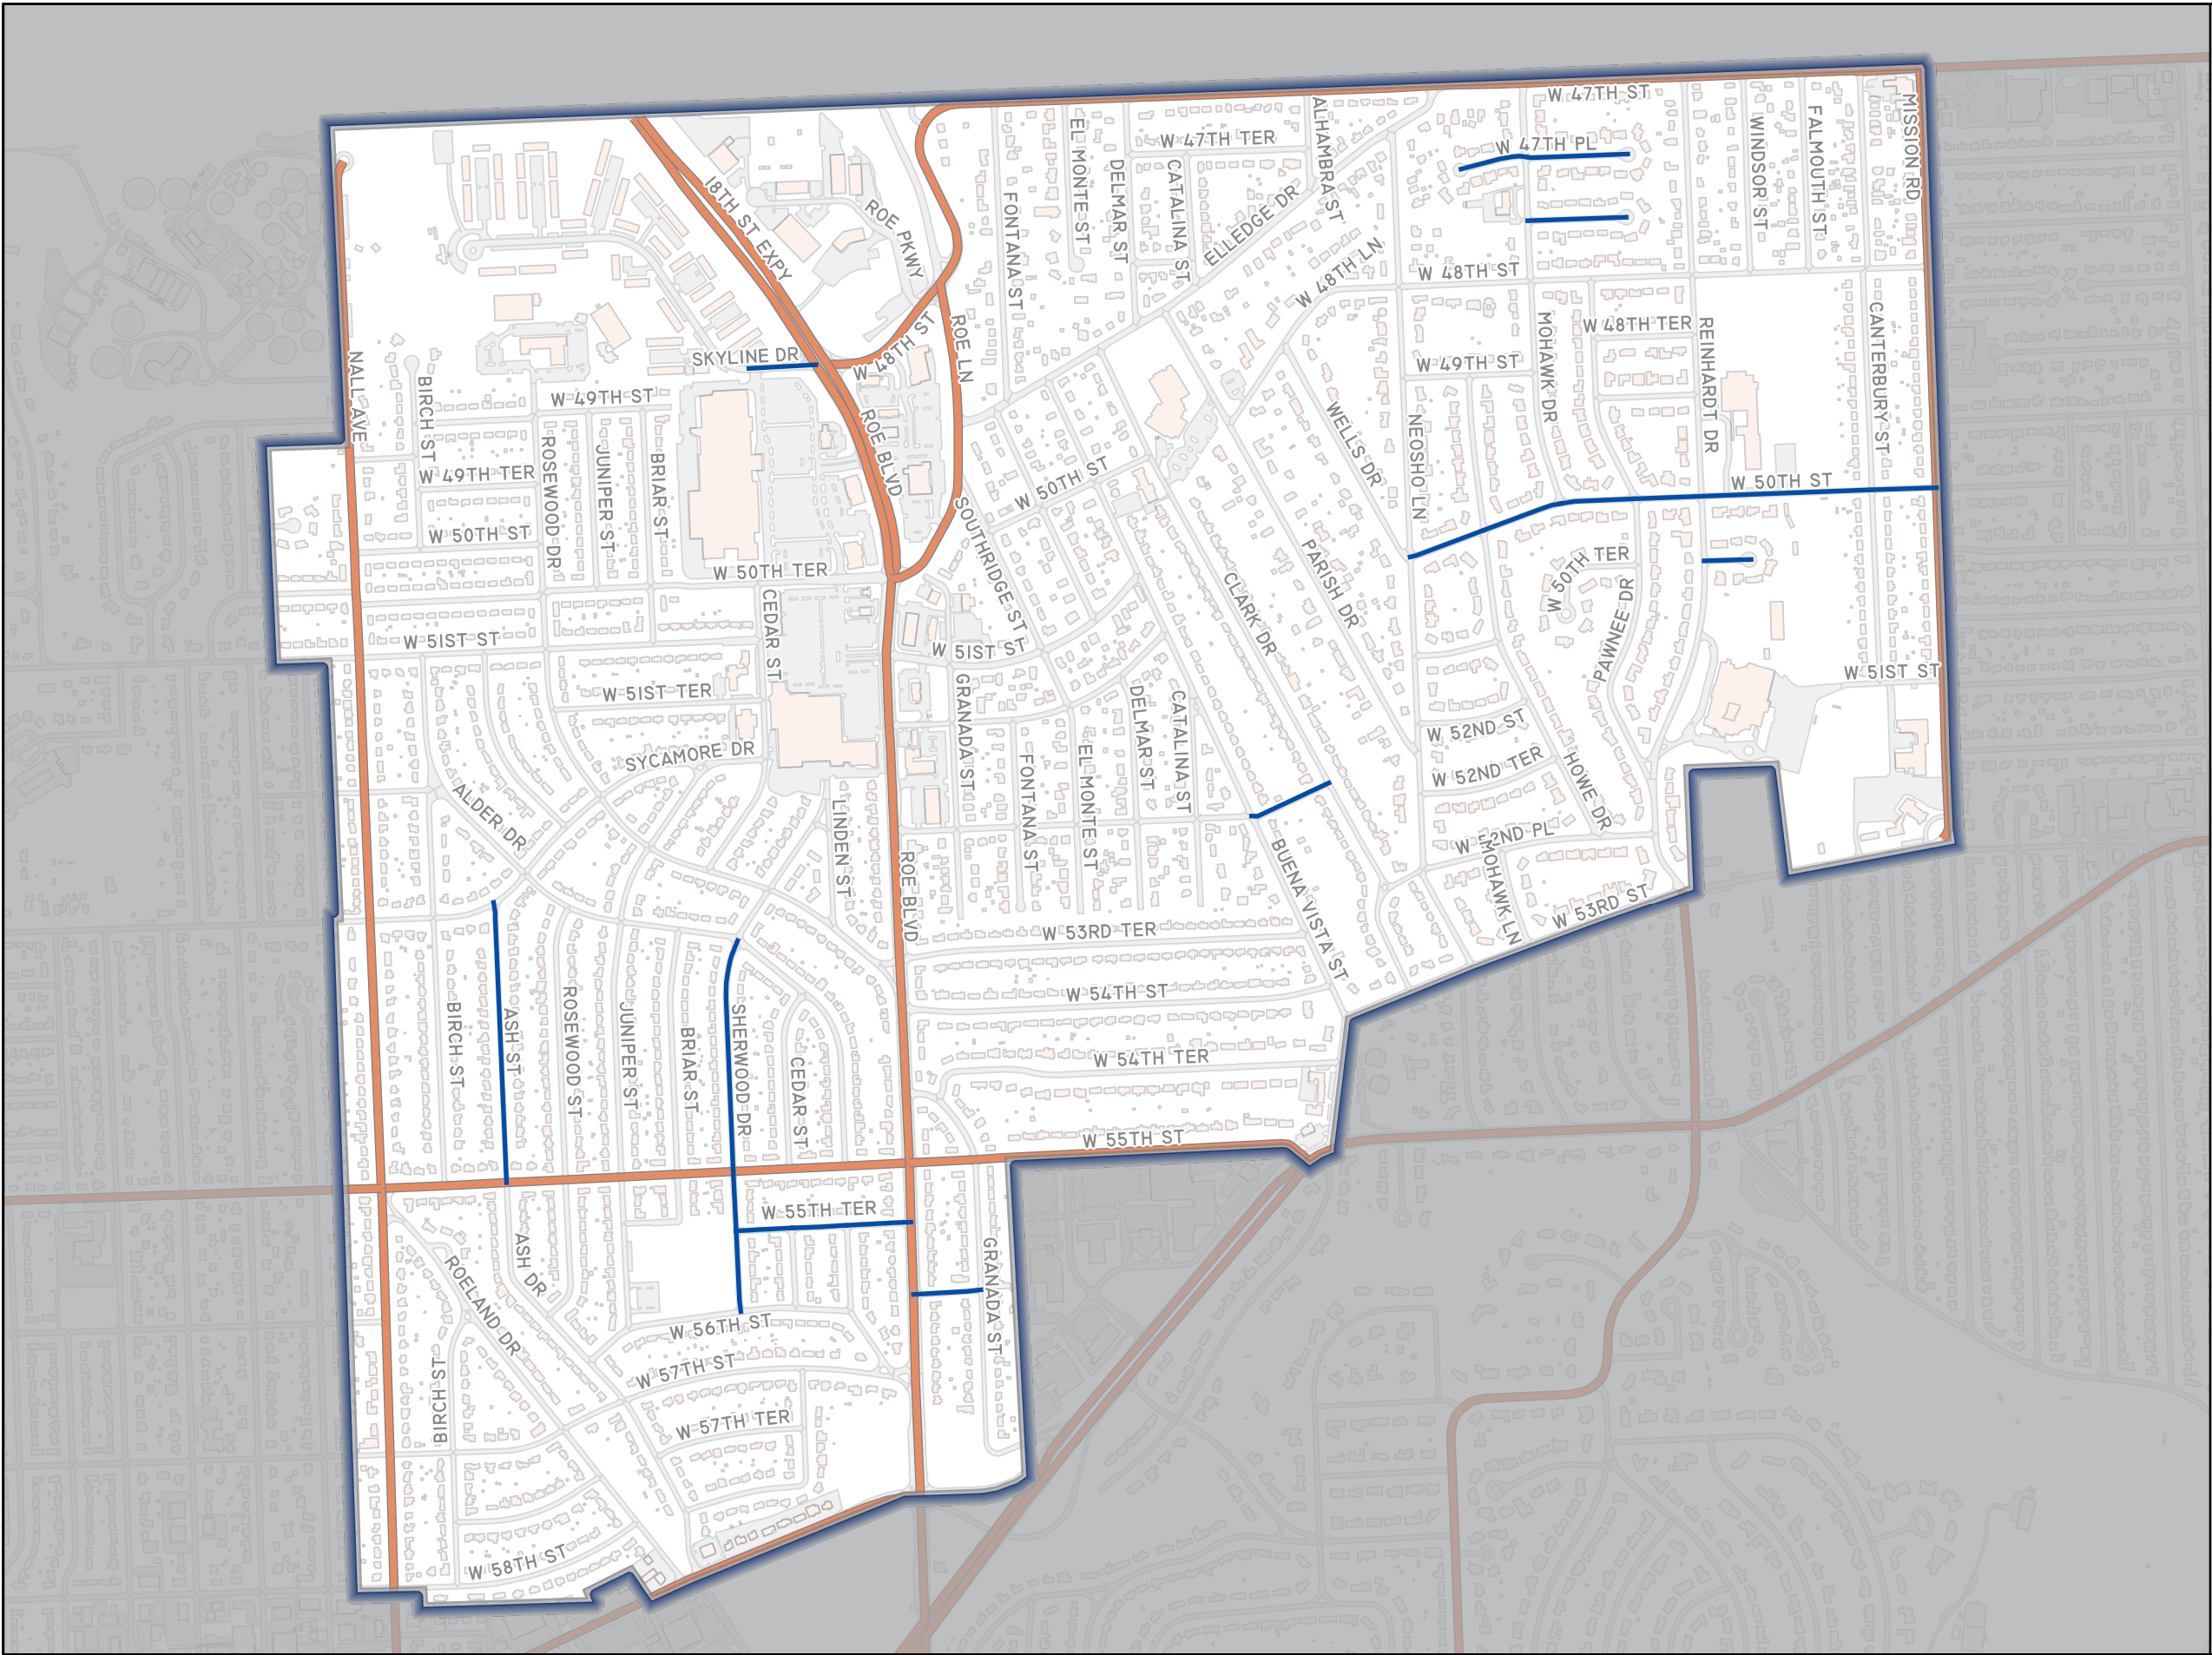 W 47TH ST
MISSION RD
W 47TH TER
W 47TH PL
ALHAMBRA ST
EL MONTE ST
DELMAR ST
CATALINA ST
FONTANA ST
WINDSOR ST
FALMOUTH ST
18TH ST EXPY
ROE PKWY
ELLEDGE DR
W 48TH LN
W 48TH ST
W 48TH ST
ROE LN
MOHAWK DR
W 48TH TER
REINHARDT DR
CANTERBURY ST
SKYLINE DR
NALL AVE
BIRCH ST
W 49TH ST
W 49TH ST
WELLS DR
NEOSHO LN
ROE BLVD
ROSEWOOD DR
JUNIPER ST
BRIAR ST
W 49TH TER
W 50TH ST
W 50TH ST
W 50TH ST
SOUTHRIDGE ST
PARISH DR
W 50TH TER
W 50TH TER
CLARK DR
PAWNEE DR
CEDAR ST
W 51ST ST
W 51ST ST
W 51ST ST
W 51ST TER
GRANADA ST
DELMAR ST
CATALINA ST
W 52ND ST
SYCAMORE DR
FONTANA ST
EL MONTE ST
W 52ND TER
HOWE DR
ALDER DR
LINDEN ST
ROE BLVD
BUENA VISTA ST
W 52ND PL
MOHAWK LN
W 53RD ST
W 53RD TER
W 54TH ST
BIRCH ST
ASH ST
ROSEWOOD ST
JUNIPER ST
BRIAR ST
SHERWOOD DR
CEDAR ST
W 54TH TER
W 55TH ST
W 55TH TER
ASH DR
ROELAND DR
GRANADA ST
W 56TH ST
W 57TH ST
BIRCH ST
W 57TH TER
W 58TH ST